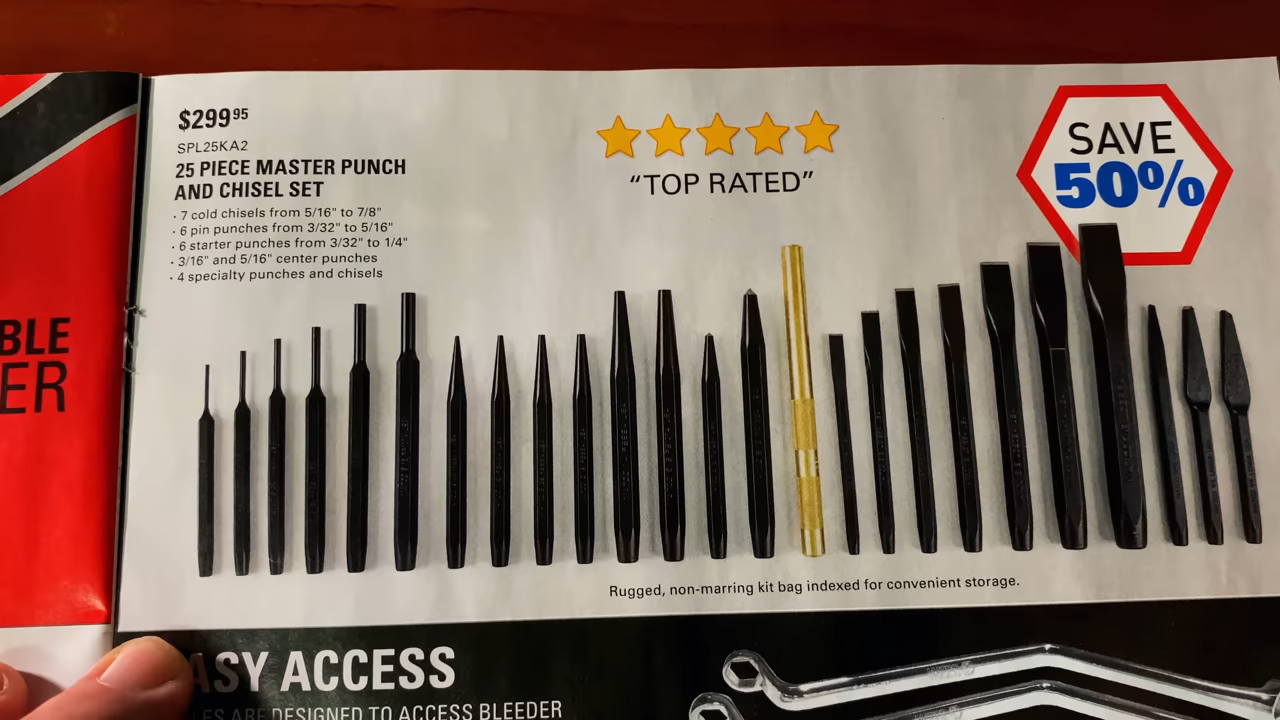 BLE
ER
$299 95
SPL25KA2
25 PIECE MASTER PUNCH
AND CHISEL SET
· 7 cold chisels from 5/16" to 7/8"
· 6 pin punches from 3/32" to 5/16"
· 6 starter punches from 3/32" to 1/4"
· 3/16" and 5/16" center punches
· 4 specialty punches and chisels
"TOP RATED"
SAVE
50%
Rugged, non-marring kit bag indexed for convenient storage.
ASY ACCESS
LES ARE DESIGNED TO ACCESS BLEEDER